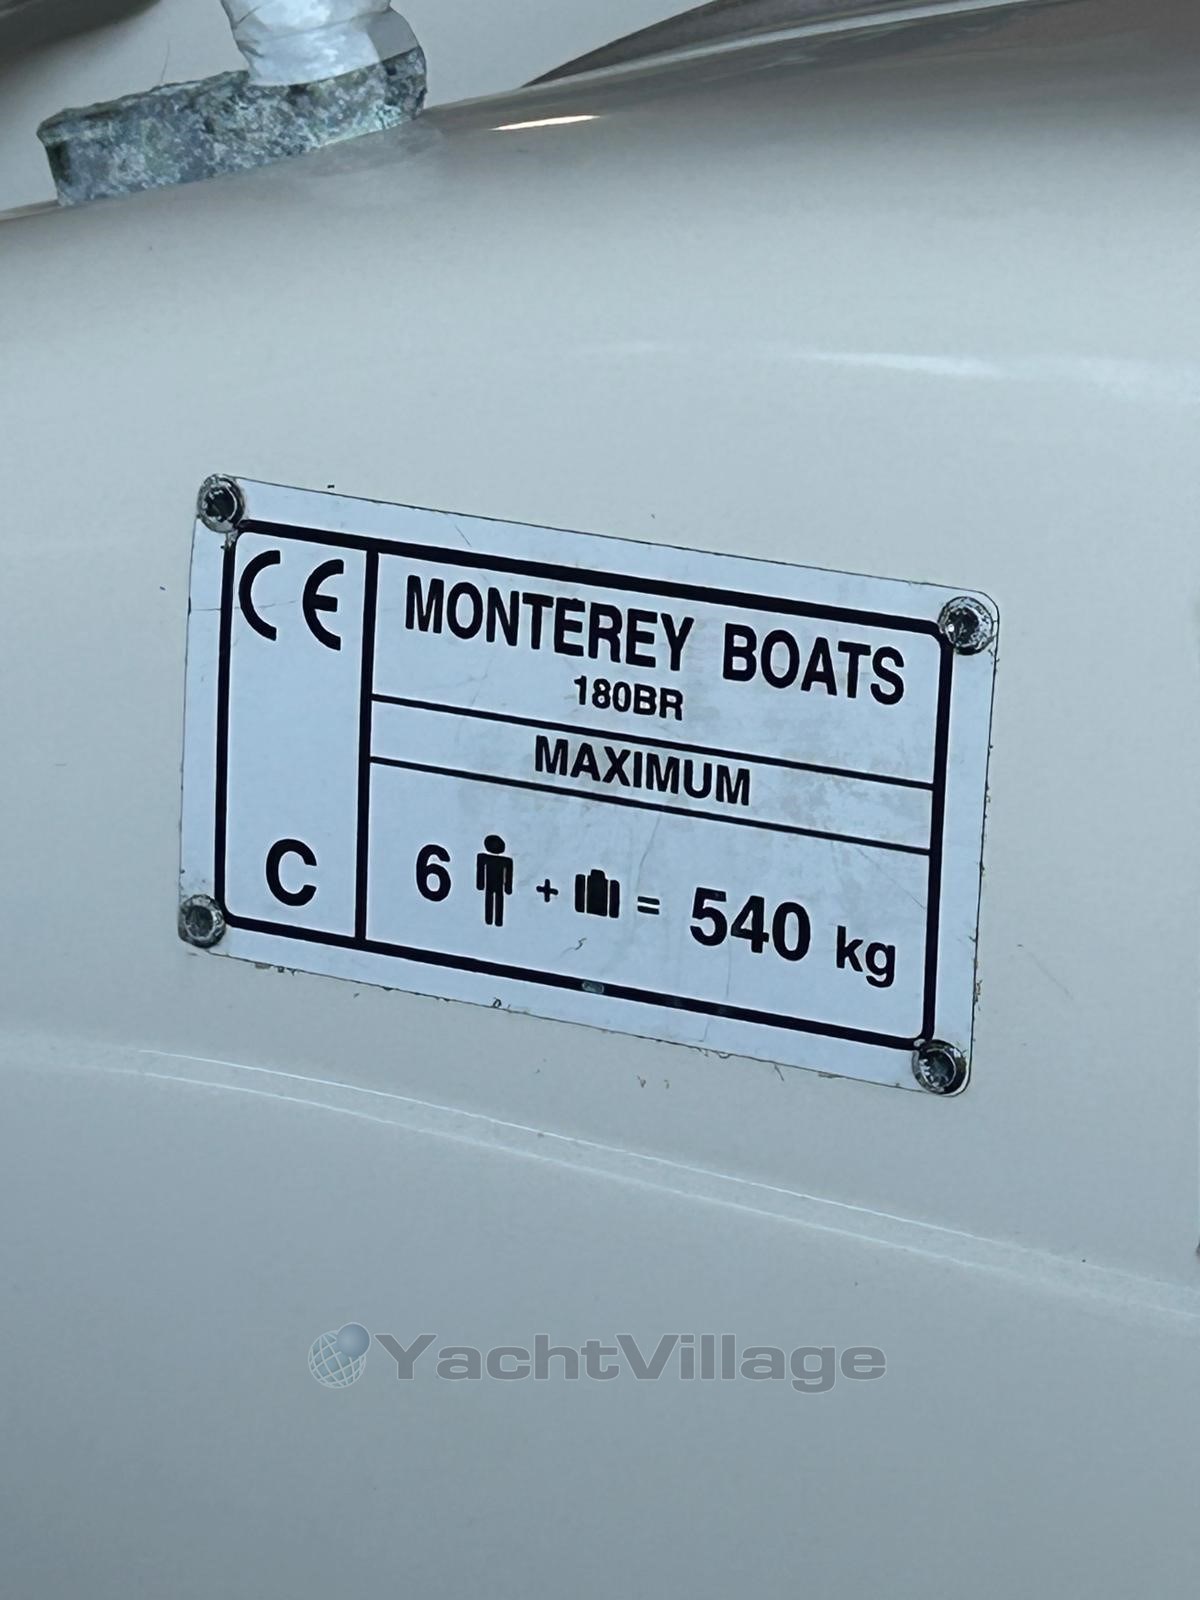 CE
MONTEREY BOATS
180BR
MAXIMUM
C
6 + = 540 kg
YachtVillage